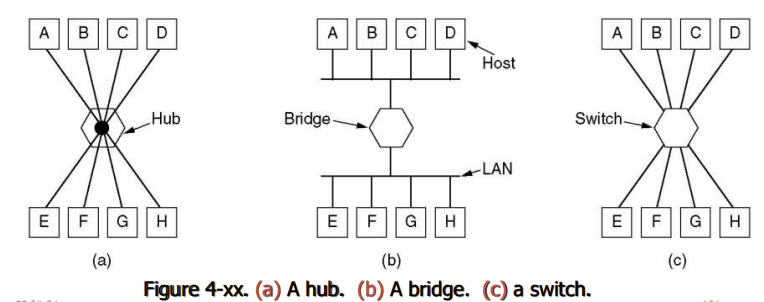 A B C D
A B C D
A B C D
Host
Hub
Bridge
Switch
LAN
E F G H
E F G H
E F G H
(a)
(b)
(c)
Figure 4-xx. (a) A hub. (b) A bridge. (c) a switch.